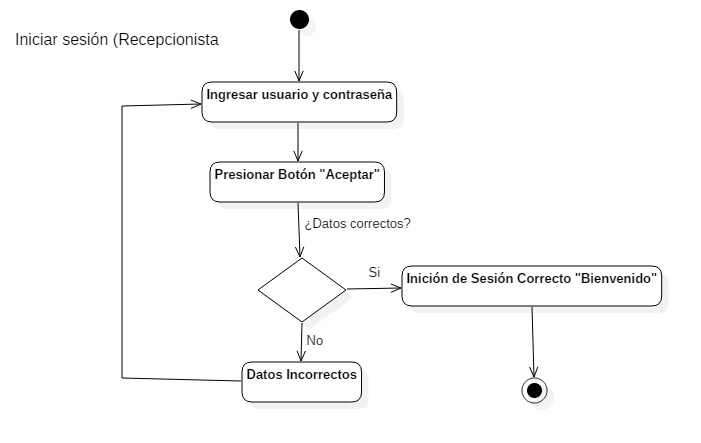 Iniciar sesión (Recepcionista
Ingresar usuario y contraseña
Presionar Botón "Aceptar"
¿Datos correctos?
Si
Inición de Sesión Correcto "Bienvenido"
No
Datos Incorrectos